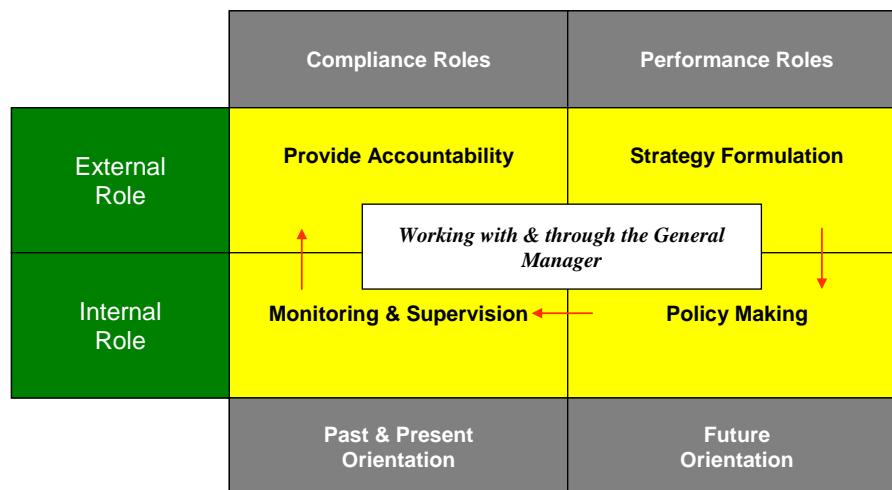 Compliance Roles
Performance Roles
External
Role
Provide Accountability
Strategy Formulation
Working with & through the General
Manager
Internal
Role
Monitoring & Supervision
Policy Making
Past & Present
Orientation
Future
Orientation